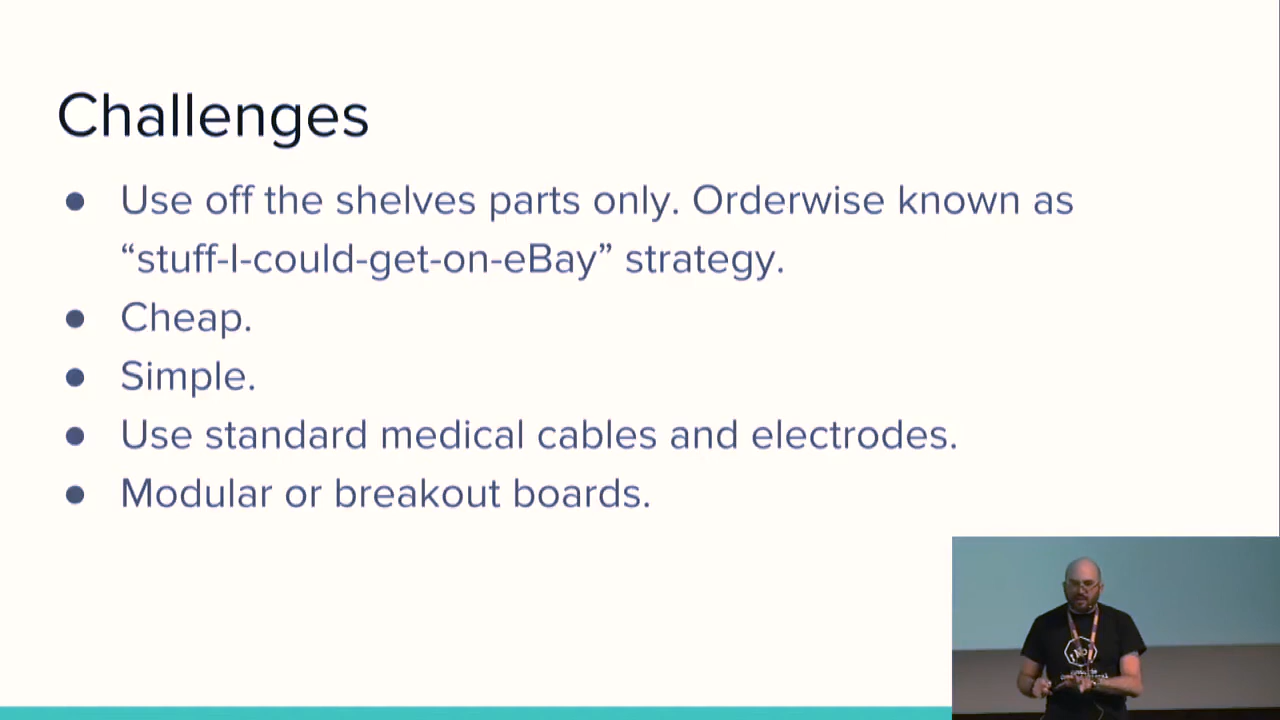 Challenges
● Use off the shelves parts only. Orderwise known as
“stuff-I-could-get-on-eBay” strategy.
● Cheap.
● Simple.
● Use standard medical cables and electrodes.
● Modular or breakout boards.